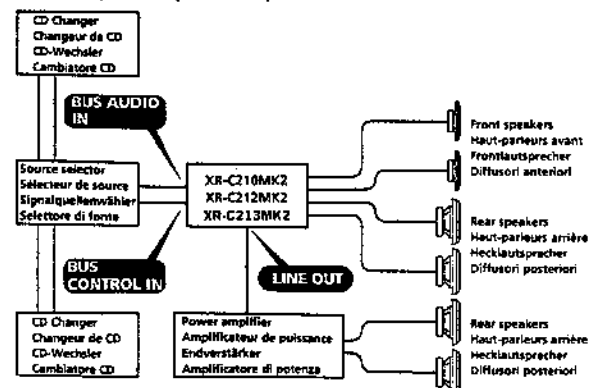 CD Changer
Changeur de CD
CD-Wechsler
Cambiatore CD
BUS AUDIO
IN
Source selector
Sélecteur de source
Signalquellenwähler
Selettore di fonte
XR-C210MK2
XR-C212MK2
XR-C213MK2
Front speakers
Haut-parleurs avant
Frontlautsprecher
Diffusori anteriori
Rear speakers
Haut-parleurs arrière
Hecklautsprecher
Diffusori posteriori
BUS
CONTROL IN
LINE OUT
CD Changer
Changeur de CD
CD-Wechsler
Cambiatore CD
Power amplifier
Amplificateur de puissance
Endverstärker
Amplificatore di potenza
Rear speakers
Haut-parleurs arrière
Hecklautsprecher
Diffusori posteriori